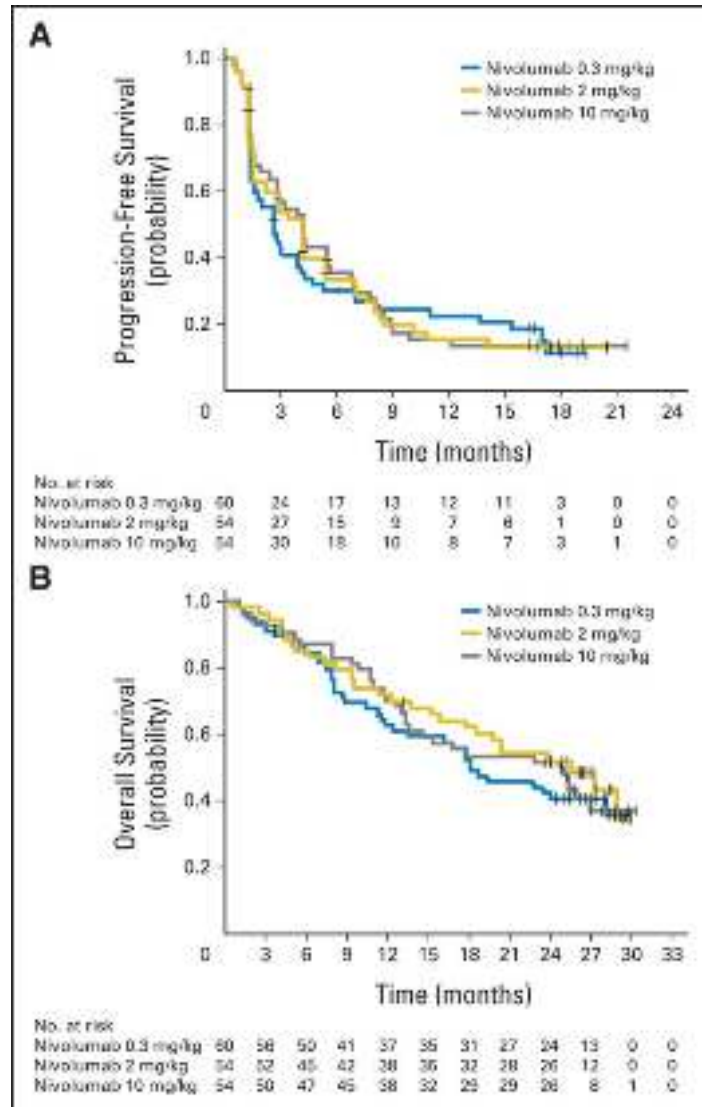 A
Progression-Free Survival
(probability)
1.0
0.8
0.6
0.4
0.2
0
3 6 9 12 15 18 21 24
Time (months)
Nivolumab 0.3 mg/kg
Nivolumab 2 mg/kg
Nivolumab 10 mg/kg
No. at risk
Nivolumab 0.3 mg/kg 60 24 17 13 12 11 3 0 0
Nivolumab 2 mg/kg 54 27 15 9 7 6 1 0 0
Nivolumab 10 mg/kg 54 30 18 10 8 7 3 1 0
B
Overall Survival
(probability)
1.0
0.8
0.6
0.4
0.2
0
3 6 9 12 15 18 21 24 27 30 33
Time (months)
Nivolumab 0.3 mg/kg
Nivolumab 2 mg/kg
Nivolumab 10 mg/kg
No. at risk
Nivolumab 0.3 mg/kg 60 56 50 41 37 35 31 27 24 13 0 0
Nivolumab 2 mg/kg 54 52 45 42 38 35 32 28 26 12 0 0
Nivolumab 10 mg/kg 54 50 47 45 38 32 29 29 26 8 1 0